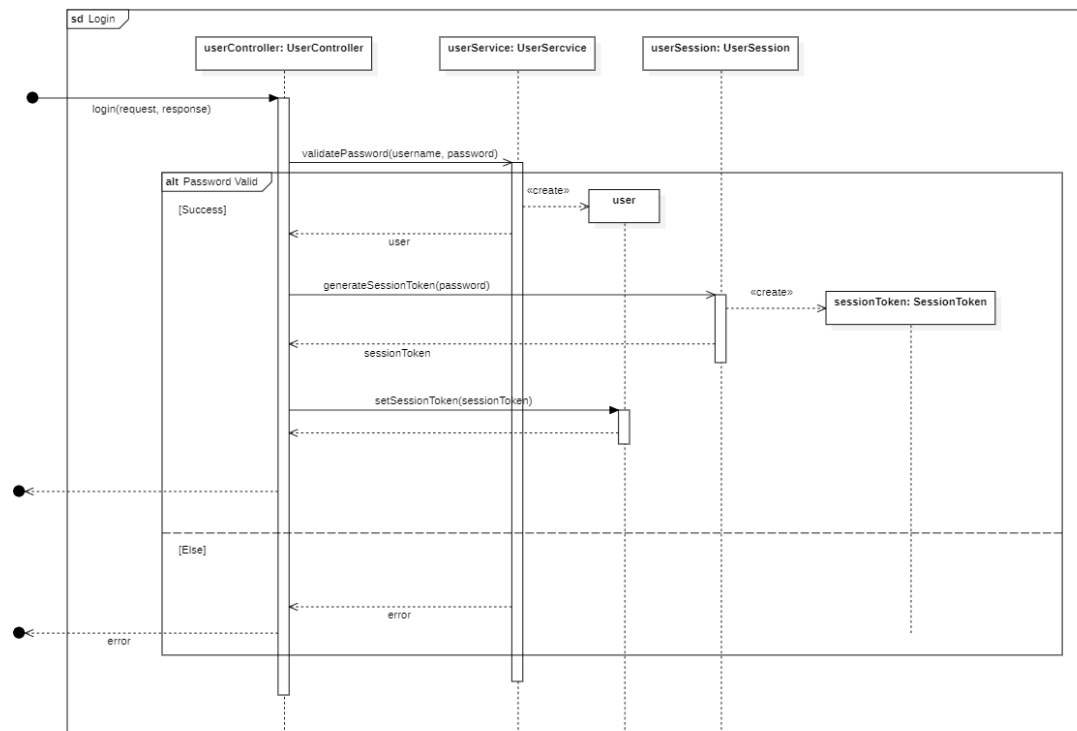 sd Login
userController: UserController
userService: UserSercvice
userSession: UserSession
login(request, response)
validatePassword(username, password)
alt Password Valid
[Success]
«create»
user
user
generateSessionToken(password)
«create»
sessionToken: SessionToken
sessionToken
setSessionToken(sessionToken)
[Else]
error
error